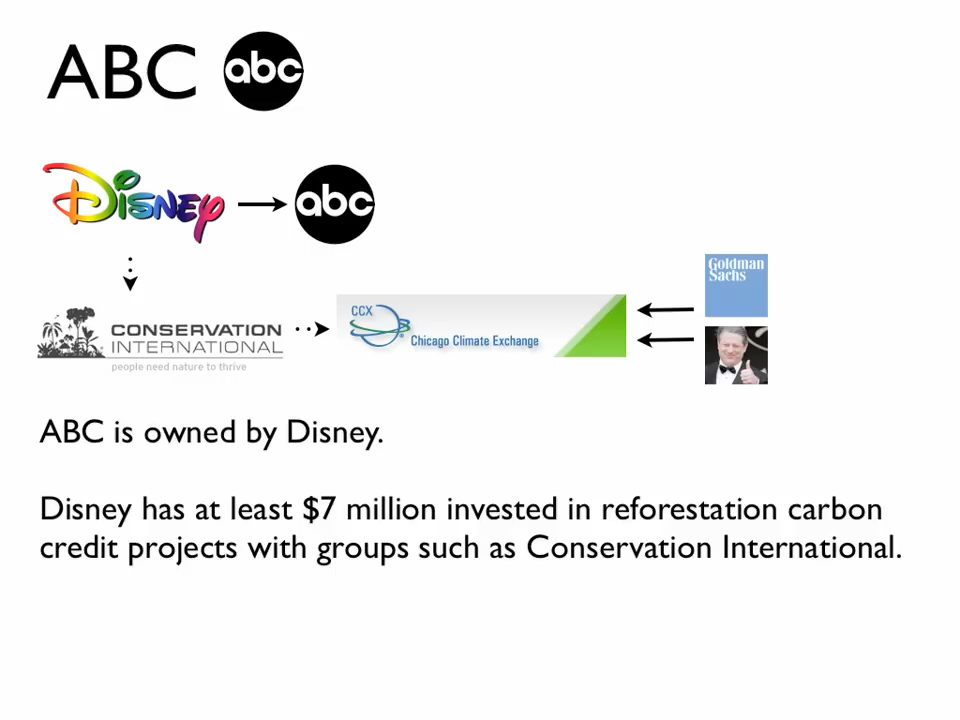 ABC abc
Disney abc
Goldman
Sachs
CCX
CONSERVATION
INTERNATIONAL
Chicago Climate Exchange
people need nature to thrive
ABC is owned by Disney.
Disney has at least $7 million invested in reforestation carbon
credit projects with groups such as Conservation International.